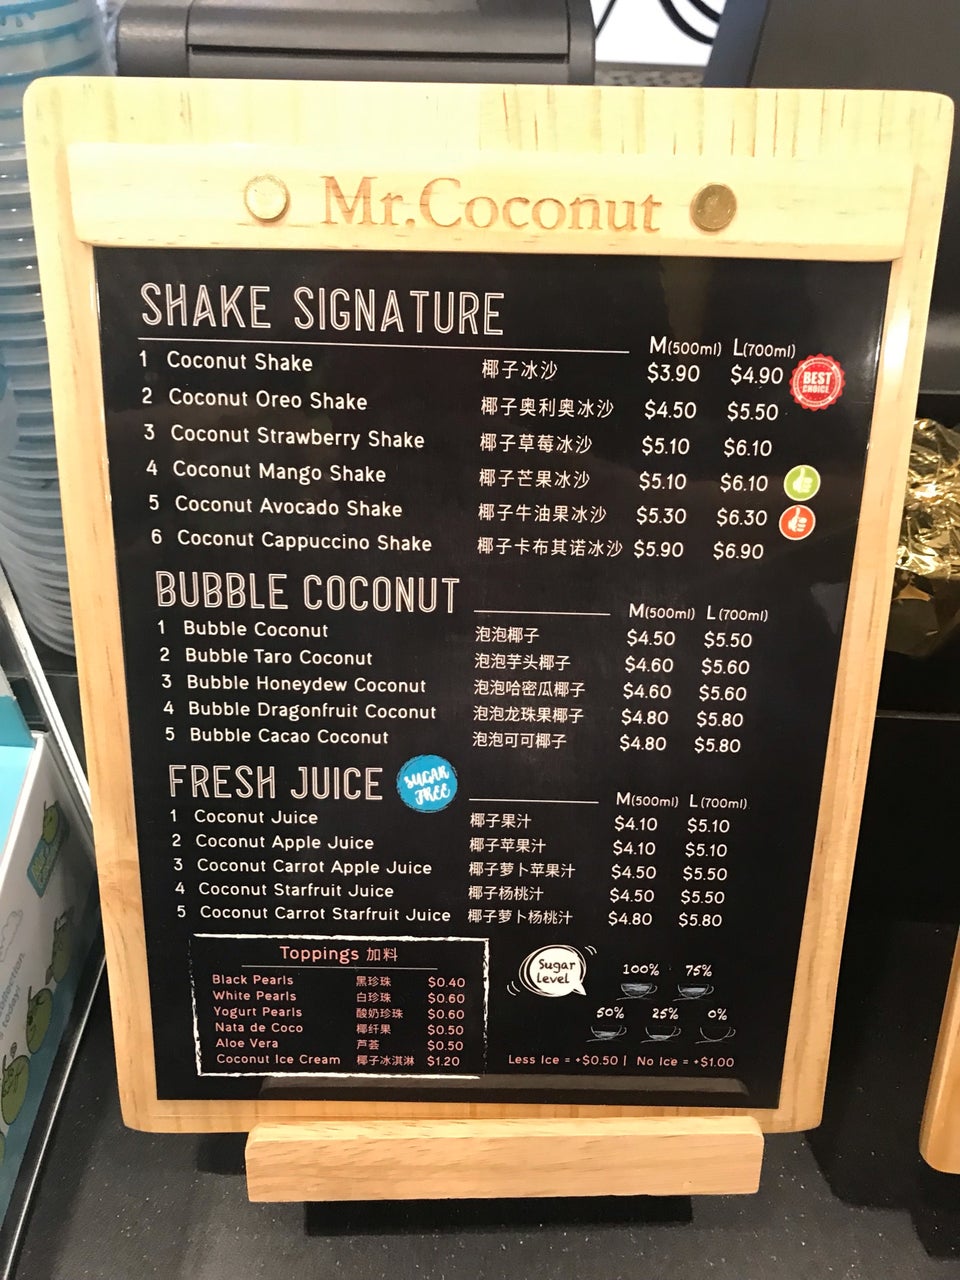 Mr.Coconut
SHAKE SIGNATURE
M(500ml) L(700ml)
1 Coconut Shake 椰子冰沙 $3.90 $4.90
BEST
CHOICE
2 Coconut Oreo Shake 椰子奥利奥冰沙 $4.50 $5.50
3 Coconut Strawberry Shake 椰子草莓冰沙 $5.10 $6.10
4 Coconut Mango Shake 椰子芒果冰沙 $5.10 $6.10
5 Coconut Avocado Shake 椰子牛油果冰沙 $5.30 $6.30
6 Coconut Cappuccino Shake 椰子卡布其诺冰沙 $5.90 $6.90
BUBBLE COCONUT
M(500ml) L(700ml)
1 Bubble Coconut 泡泡椰子 $4.50 $5.50
2 Bubble Taro Coconut 泡泡芋头椰子 $4.60 $5.60
3 Bubble Honeydew Coconut 泡泡哈密瓜椰子 $4.60 $5.60
4 Bubble Dragonfruit Coconut 泡泡龙珠果椰子 $4.80 $5.80
5 Bubble Cacao Coconut 泡泡可可椰子 $4.80 $5.80
FRESH JUICE
SUGAR
FREE
M(500ml) L(700ml)
1 Coconut Juice 椰子果汁 $4.10 $5.10
2 Coconut Apple Juice 椰子苹果汁 $4.10 $5.10
3 Coconut Carrot Apple Juice 椰子萝卜苹果汁 $4.50 $5.50
4 Coconut Starfruit Juice 椰子杨桃汁 $4.50 $5.50
5 Coconut Carrot Starfruit Juice 椰子萝卜杨桃汁 $4.80 $5.80
Toppings 加料
Black Pearls 黑珍珠 $0.40
White Pearls 白珍珠 $0.60
Yogurt Pearls 酸奶珍珠 $0.60
Nata de Coco 椰纤果 $0.50
Aloe Vera 芦荟 $0.50
Coconut Ice Cream 椰子冰淇淋 $1.20
Sugar
level
100% 75%
50% 25% 0%
Less Ice = +$0.50 | No Ice = +$1.00
today!